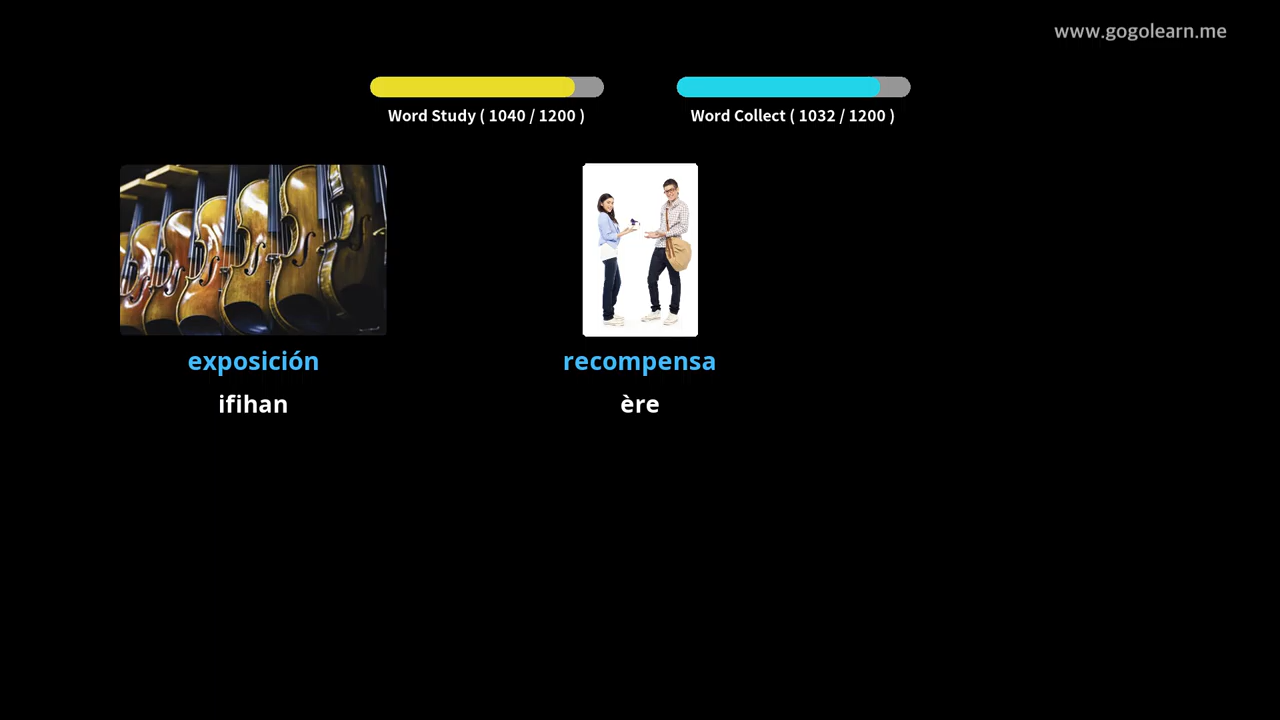 www.gogolearn.me
Word Study ( 1040 / 1200 )
Word Collect ( 1032 / 1200 )
exposición
ifihan
recompensa
ère